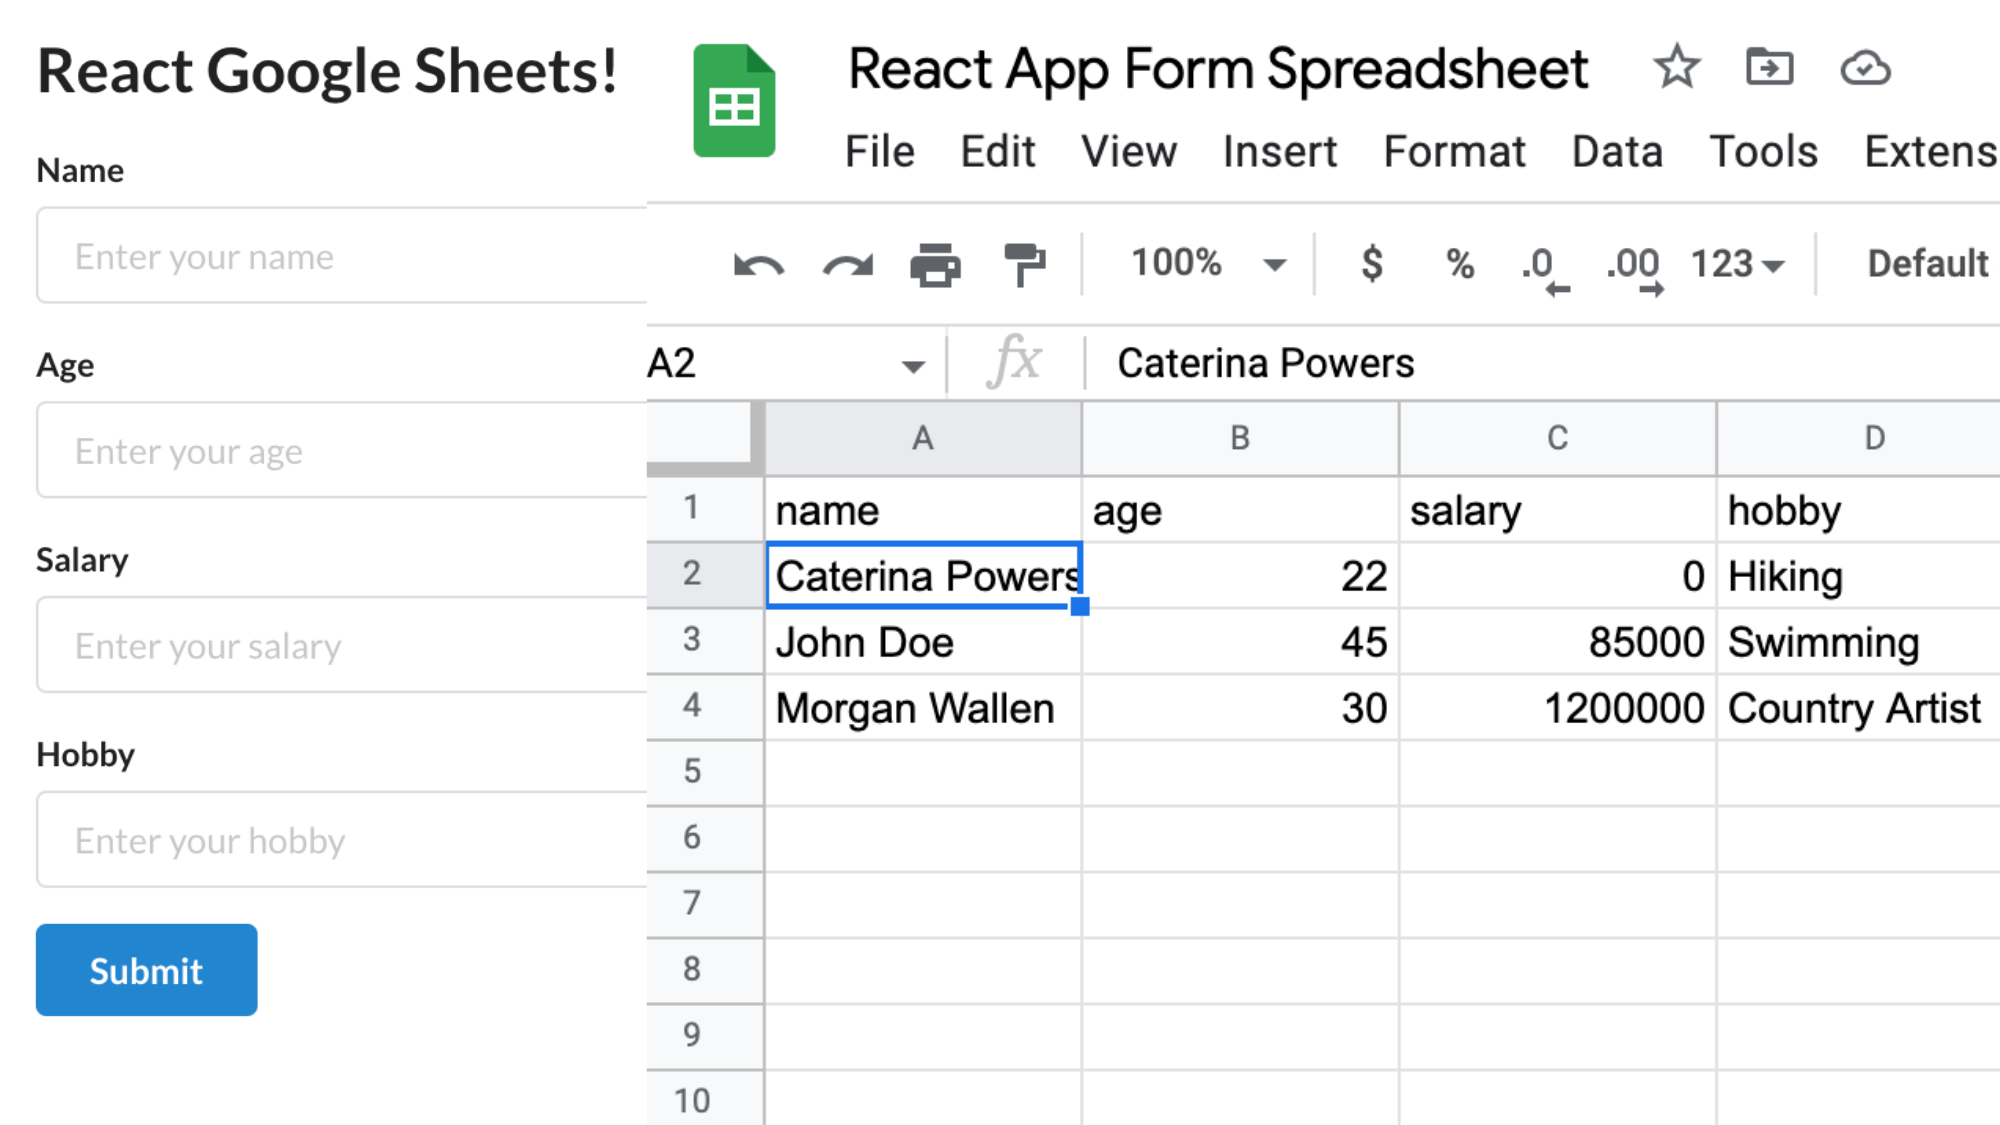 React Google Sheets!
Name
Enter your name
Age
Enter your age
Salary
Enter your salary
Hobby
Enter your hobby
Submit
React App Form Spreadsheet
File Edit View Insert Format Data Tools Extens
100% $ % .0 .00 123 Default
A2 fx Caterina Powers
A B C D
1 name age salary hobby
2 Caterina Powers 22 0 Hiking
3 John Doe 45 85000 Swimming
4 Morgan Wallen 30 1200000 Country Artist
5
6
7
8
9
10